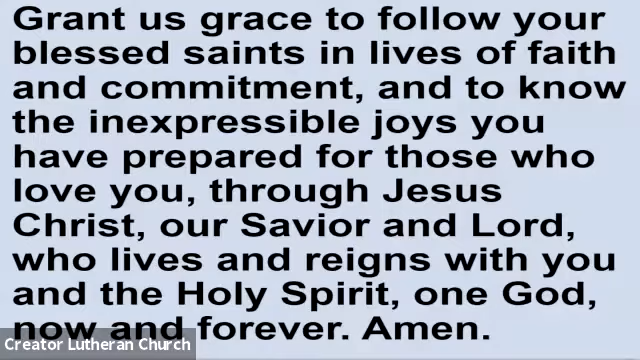 Grant us grace to follow your
blessed saints in lives of faith
and commitment, and to know
the inexpressible joys you
have prepared for those who
love you, through Jesus
Christ, our Savior and Lord,
who lives and reigns with you
and the Holy Spirit, one God,
now and forever. Amen.
Creator Lutheran Church